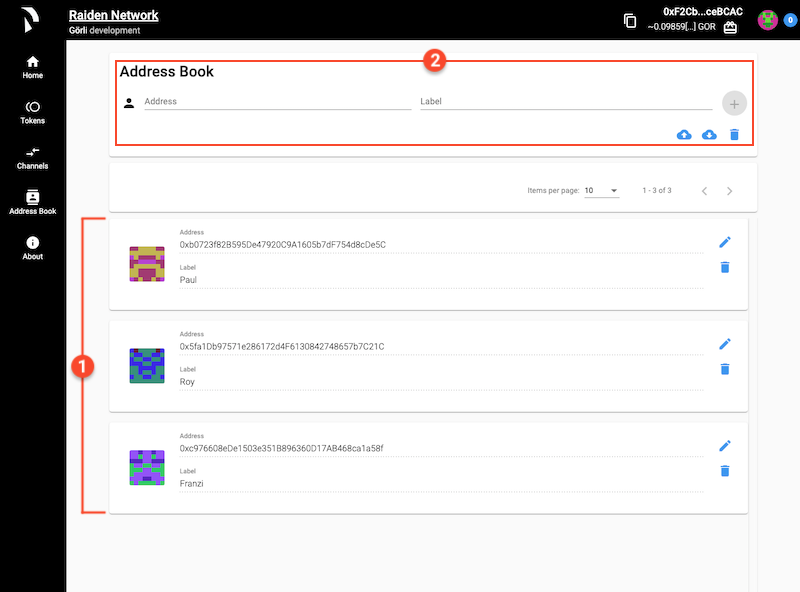 Raiden Network
Görli development
0xF2Cb...ceBCAC
~0.09859[...] GOR
0
Home
Tokens
Channels
Address Book
About
2
Address Book
Address
Label
Items per page:
10
1 - 3 of 3
1
Address
0xb0723f82B595De47920C9A1605b7dF754d8cDe5C
Label
Paul
Address
0x5fa1Db97571e286172d4F6130842748657b7C21C
Label
Roy
Address
0xc976608eDe1503e351B896360D17AB468ca1a58f
Label
Franzi